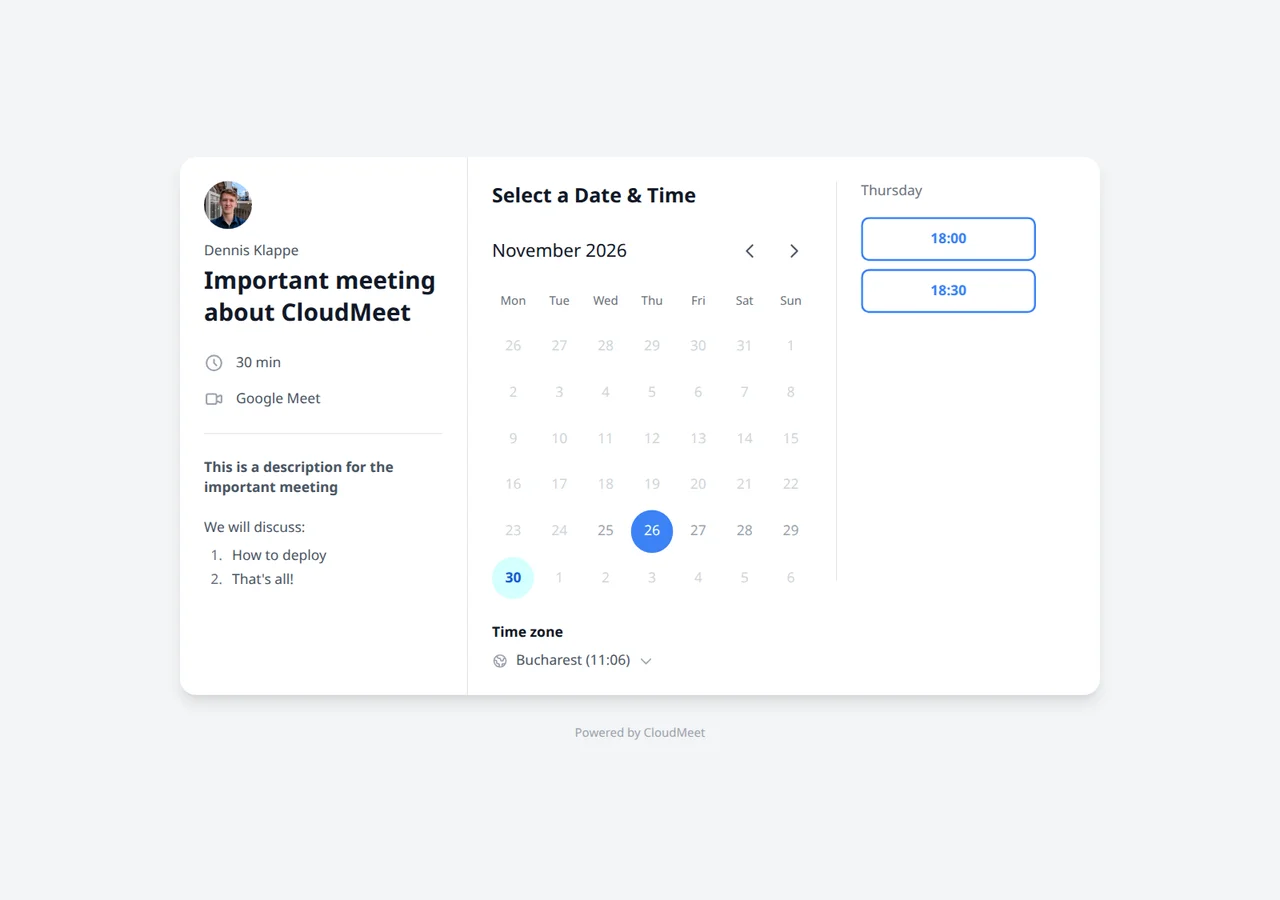 Dennis Klappe
Important meeting
about CloudMeet
30 min
Google Meet
This is a description for the
important meeting
We will discuss:
1. How to deploy
2. That's all!
Select a Date & Time
November 2026
Mon Tue Wed Thu Fri Sat Sun
26 27 28 29 30 31 1
2 3 4 5 6 7 8
9 10 11 12 13 14 15
16 17 18 19 20 21 22
23 24 25 26 27 28 29
30 1 2 3 4 5 6
Time zone
Bucharest (11:06)
Thursday
18:00
18:30
Powered by CloudMeet